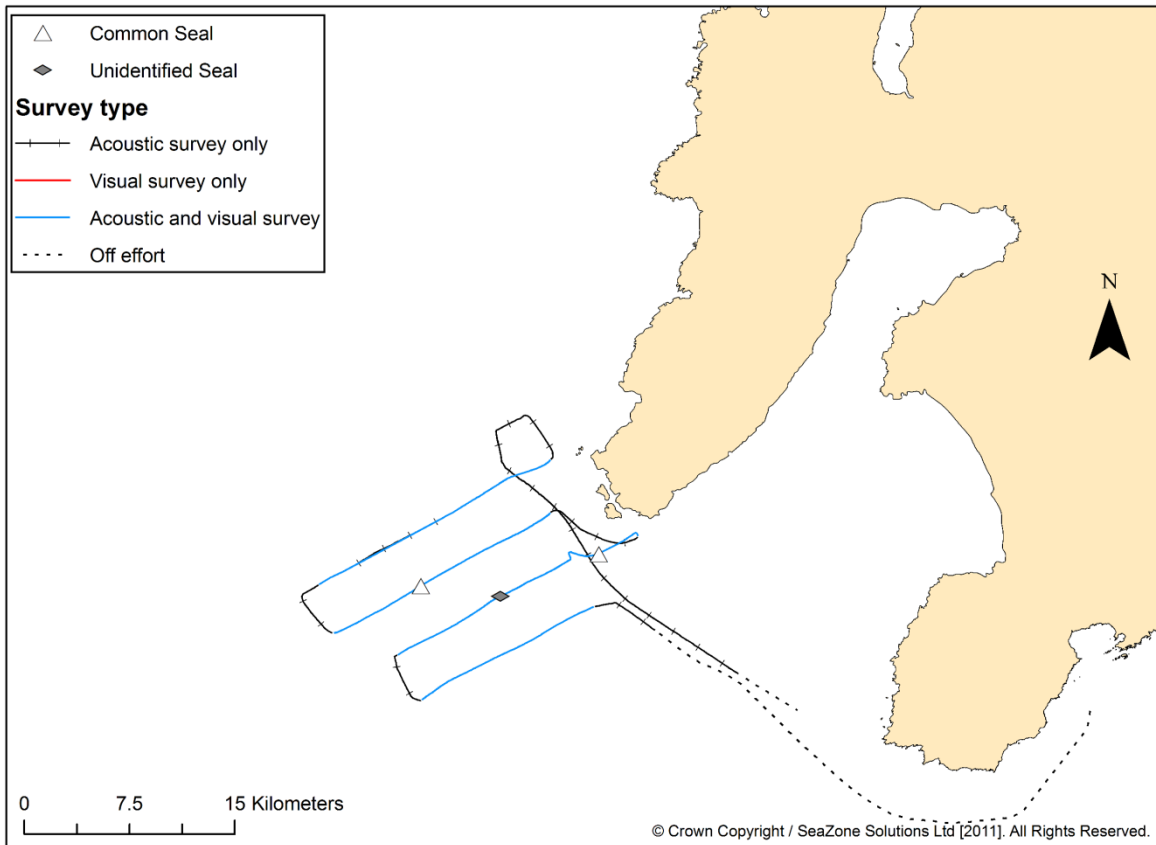 Common Seal
Unidentified Seal
Survey type
Acoustic survey only
Visual survey only
Acoustic and visual survey
Off effort
N
0 7.5 15 Kilometers
© Crown Copyright / SeaZone Solutions Ltd [2011]. All Rights Reserved.